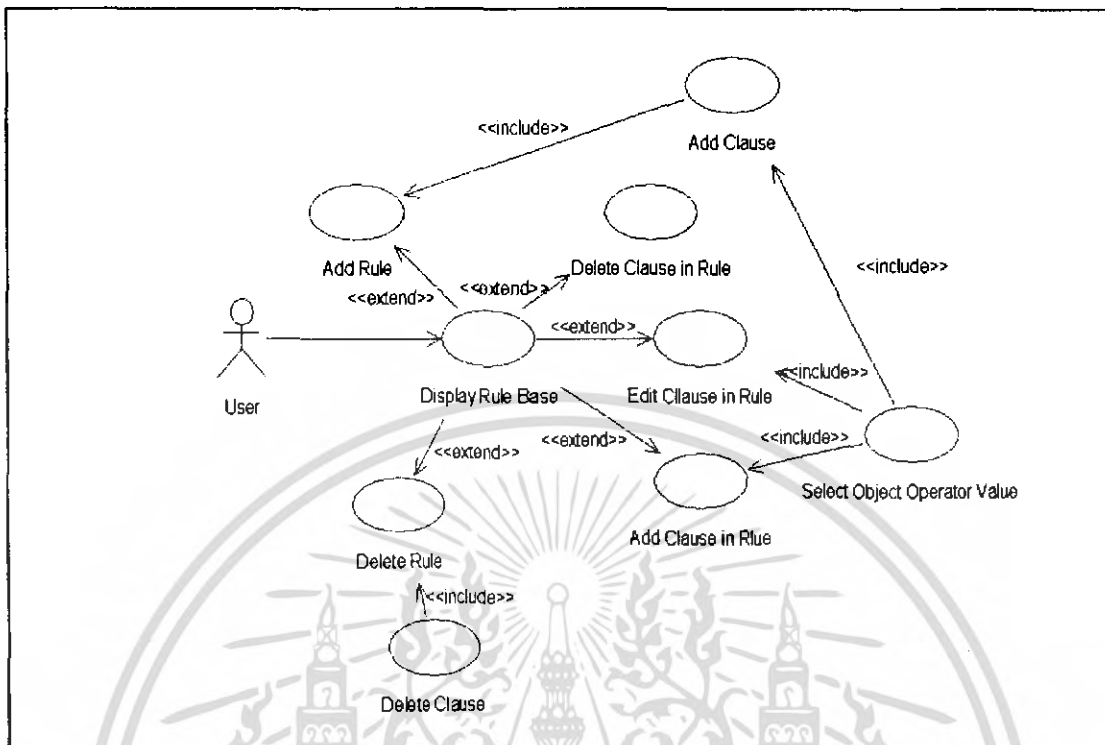 <<include>>
Add Clause
Add Rule
Delete Clause in Rule
<<include>>
<<extend>>
<<extend>>
<<extend>>
User
Display Rule Base
Edit Cllause in Rule
<<include>>
<<extend>>
<<extend>>
<<include>>
Select Object Operator Value
Delete Rule
Add Clause in Rlue
<<include>>
Delete Clause